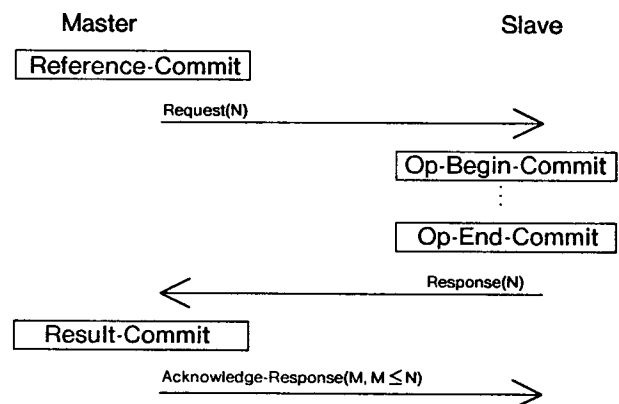 Master Slave
Reference-Commit
Request(N)
Op-Begin-Commit
Op-End-Commit
Response(N)
Result-Commit
Acknowledge-Response(M, M ≤ N)